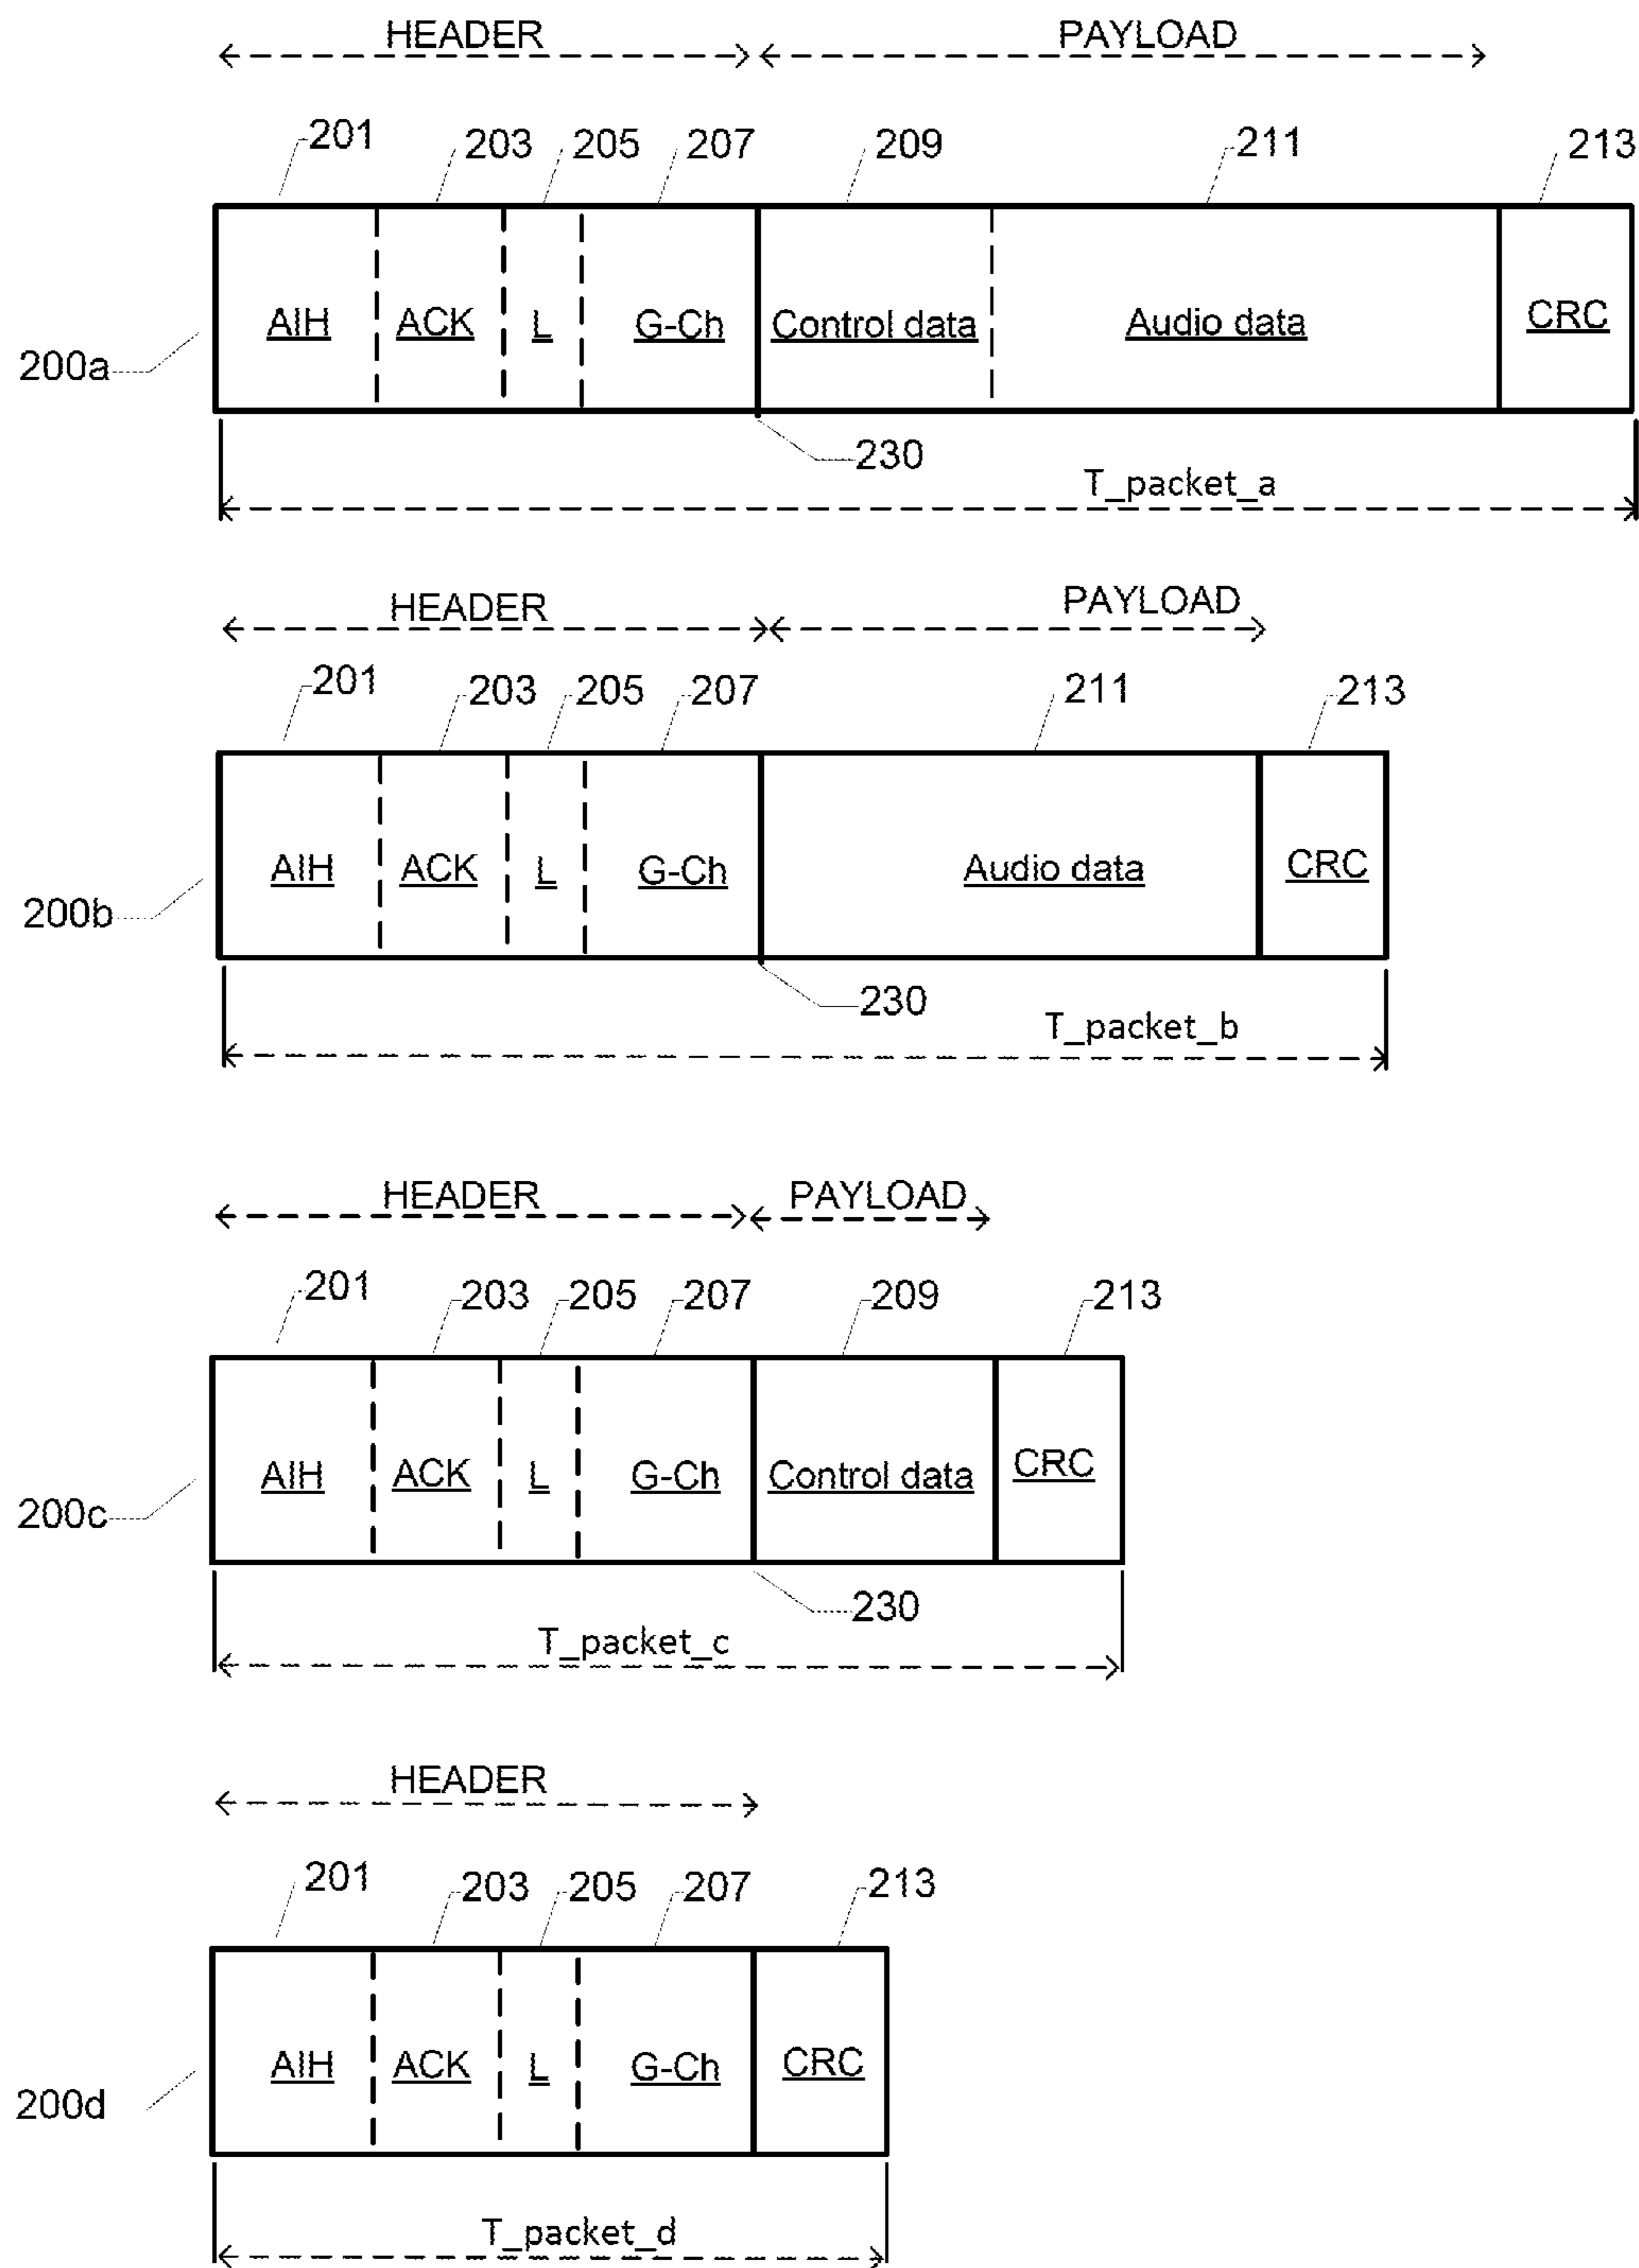 HEADER PAYLOAD
201 203 205 207 209 211 213
AIH ACK L G-Ch Control data Audio data CRC
200a
230
T_packet_a
HEADER PAYLOAD
201 203 205 207 211 213
AIH ACK L G-Ch Audio data CRC
200b
230
T_packet_b
HEADER PAYLOAD
201 203 205 207 209 213
AIH ACK L G-Ch Control data CRC
200c
230
T_packet_c
HEADER
201 203 205 207 213
AIH ACK L G-Ch CRC
200d
T_packet_d